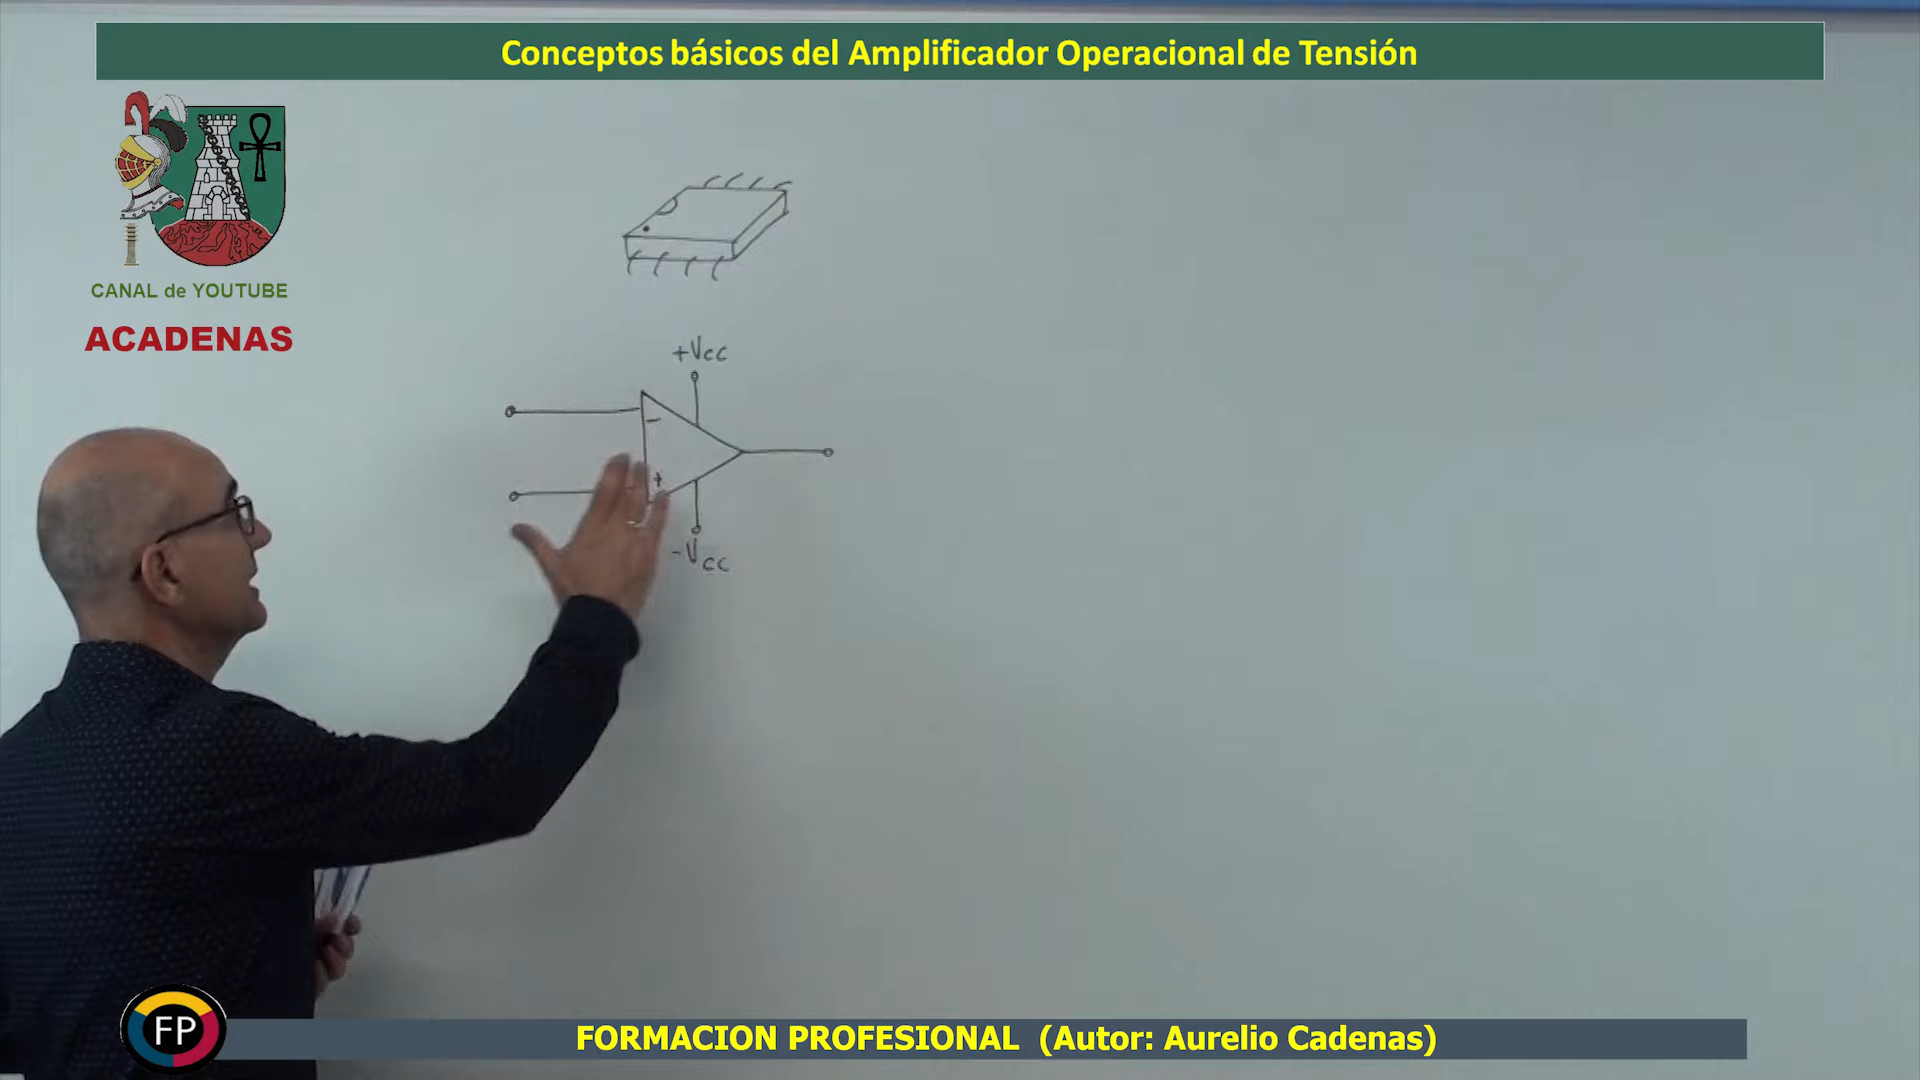 Conceptos básicos del Amplificador Operacional de Tensión
CANAL de YOUTUBE
ACADENAS
+Vcc
-
+
-Vcc
FP
FORMACION PROFESIONAL (Autor: Aurelio Cadenas)